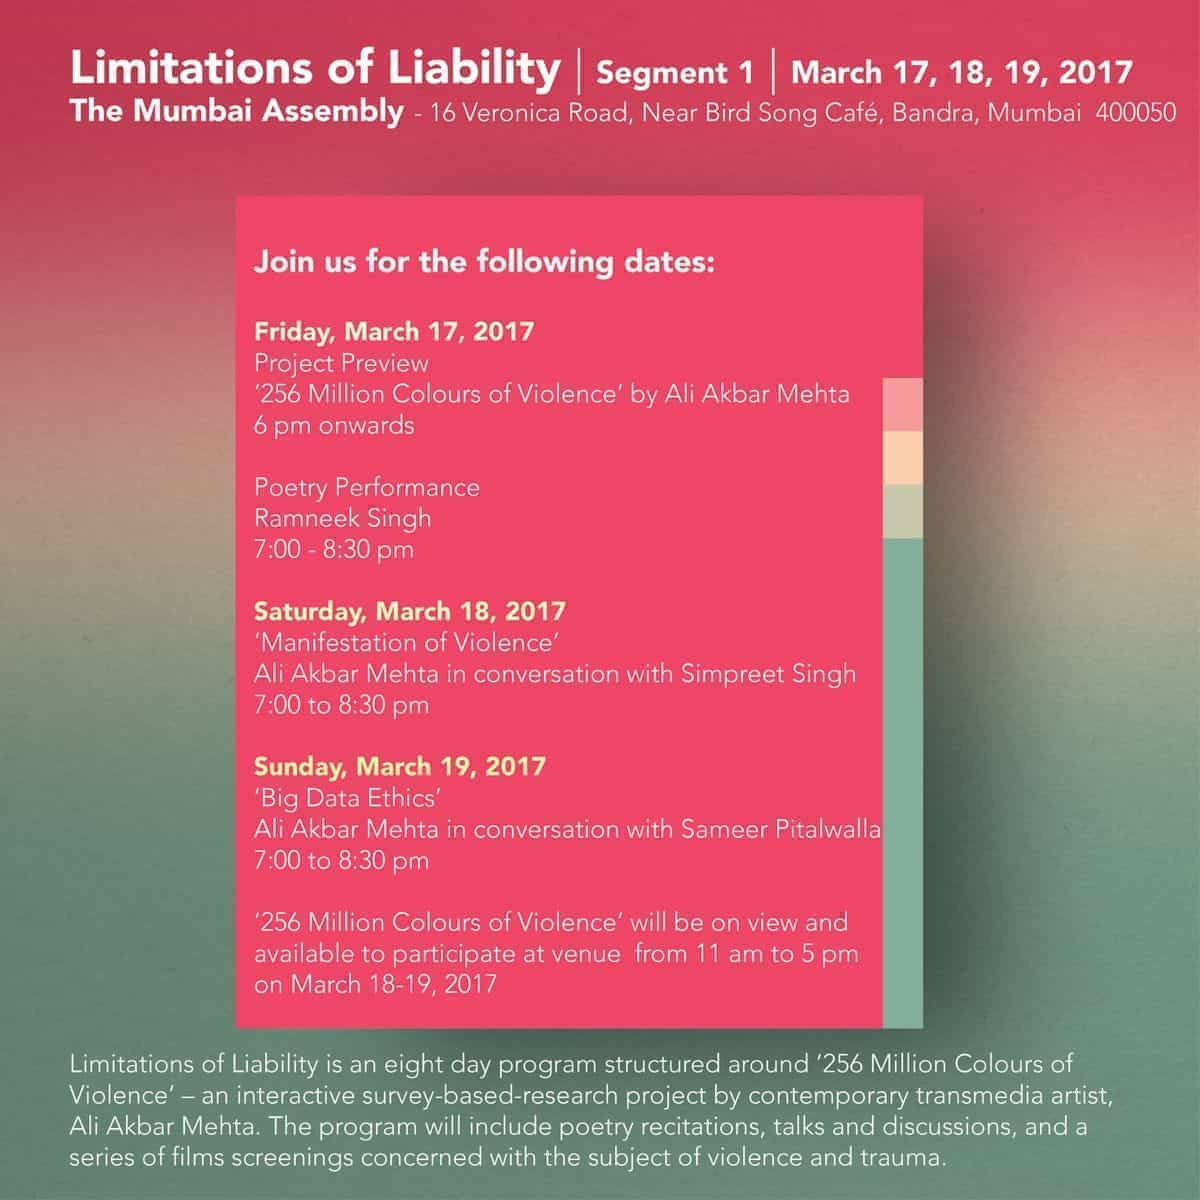 Limitations of Liability | Segment 1 | March 17, 18, 19, 2017
The Mumbai Assembly - 16 Veronica Road, Near Bird Song Café, Bandra, Mumbai 400050
Join us for the following dates:
Friday, March 17, 2017
Project Preview
‘256 Million Colours of Violence’ by Ali Akbar Mehta
6 pm onwards
Poetry Performance
Ramneek Singh
7:00 - 8:30 pm
Saturday, March 18, 2017
‘Manifestation of Violence’
Ali Akbar Mehta in conversation with Simpreet Singh
7:00 to 8:30 pm
Sunday, March 19, 2017
‘Big Data Ethics’
Ali Akbar Mehta in conversation with Sameer Pitalwalla
7:00 to 8:30 pm
‘256 Million Colours of Violence’ will be on view and
available to participate at venue from 11 am to 5 pm
on March 18-19, 2017
Limitations of Liability is an eight day program structured around ‘256 Million Colours of
Violence’ – an interactive survey-based-research project by contemporary transmedia artist,
Ali Akbar Mehta. The program will include poetry recitations, talks and discussions, and a
series of films screenings concerned with the subject of violence and trauma.